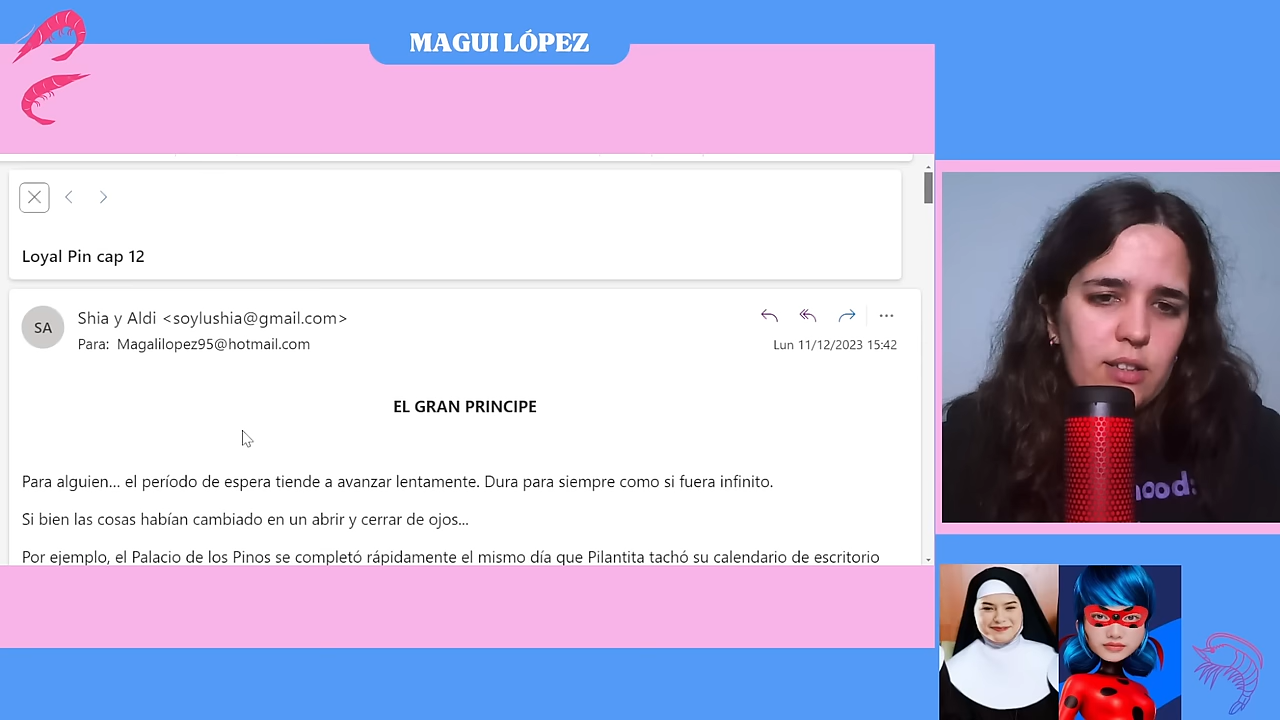 MAGUI LÓPEZ
Loyal Pin cap 12
SA
Shia y Aldi <soylushia@gmail.com>
Para: Magalilopez95@hotmail.com
Lun 11/12/2023 15:42
EL GRAN PRINCIPE
Para alguien... el período de espera tiende a avanzar lentamente. Dura para siempre como si fuera infinito.
Si bien las cosas habían cambiado en un abrir y cerrar de ojos...
Por ejemplo, el Palacio de los Pinos se completó rápidamente el mismo día que Pilantita tachó su calendario de escritorio